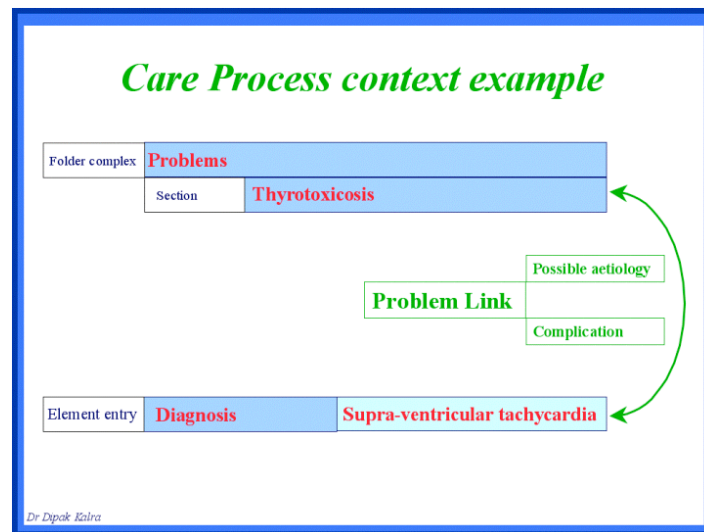 Care Process context example
Folder complex Problems
Section Thyrotoxicosis
Possible aetiology
Problem Link
Complication
Element entry Diagnosis Supra-ventricular tachycardia
Dr Dipak Kalra